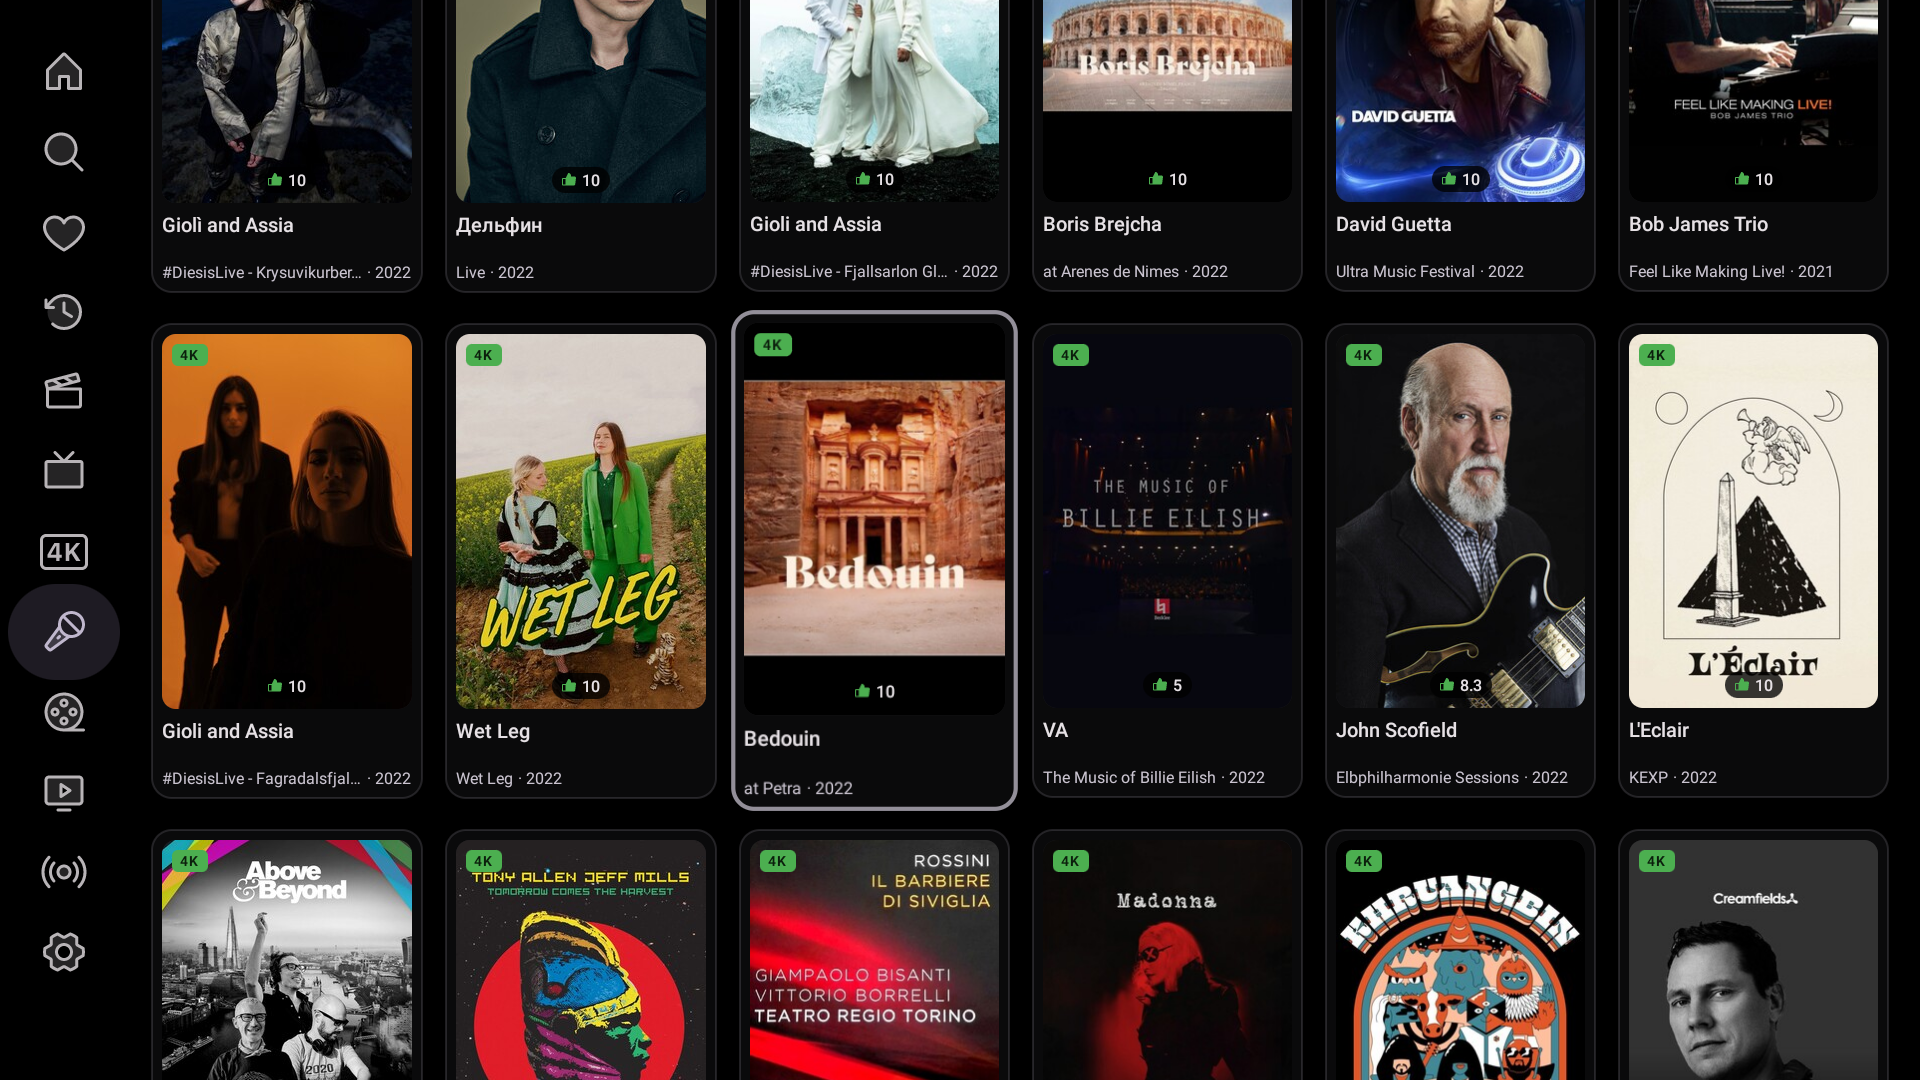 Boris Brejcha
DAVID GUETTA
FEEL LIKE MAKING LIVE!
BOB JAMES TRIO
10
10
10
10
10
10
Giolì and Assia
Дельфин
Gioli and Assia
Boris Brejcha
David Guetta
Bob James Trio
#DiesisLive - Krysuvikurber... · 2022
Live · 2022
#DiesisLive - Fjallsarlon Gl... · 2022
at Arenes de Nimes · 2022
Ultra Music Festival · 2022
Feel Like Making Live! · 2021
4K
4K
4K
4K
4K
4K
4K
THE MUSIC OF
BILLIE EILISH
Bedouin
WET LEG
L'Éclair
10
10
10
5
8.3
10
Gioli and Assia
Wet Leg
Bedouin
VA
John Scofield
L'Eclair
#DiesisLive - Fagradalsfjal... · 2022
Wet Leg · 2022
at Petra · 2022
The Music of Billie Eilish · 2022
Elbphilharmonie Sessions · 2022
KEXP · 2022
4K
Above
& Beyond
2020
4K
TONY ALLEN JEFF MILLS
TOMORROW COMES THE HARVEST
4K
ROSSINI
IL BARBIERE
DI SIVIGLIA
GIAMPAOLO BISANTI
VITTORIO BORRELLI
TEATRO REGIO TORINO
4K
Madonna
4K
KHRUANGBIN
4K
Creamfields